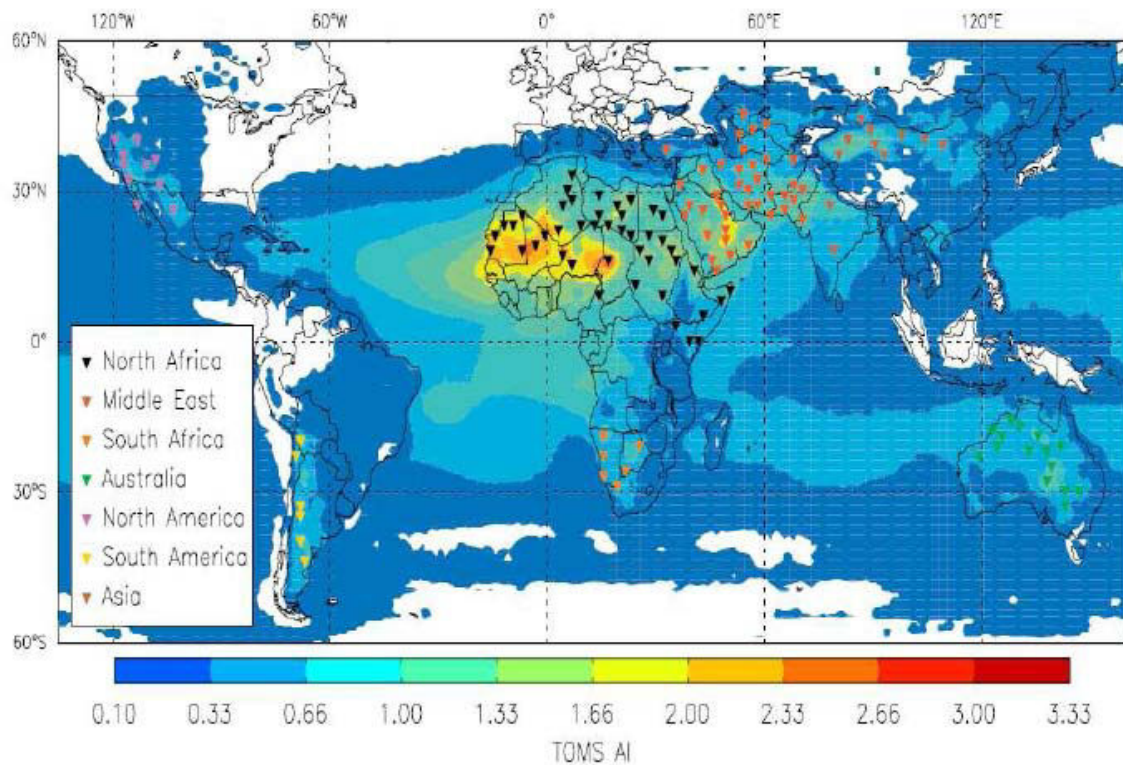 120°W 60°W 0° 60°E 120°E
60°N
30°N
0°
30°S
60°S
North Africa
Middle East
South Africa
Australia
North America
South America
Asia
0.10 0.33 0.66 1.00 1.33 1.66 2.00 2.33 2.66 3.00 3.33
TOMS AI